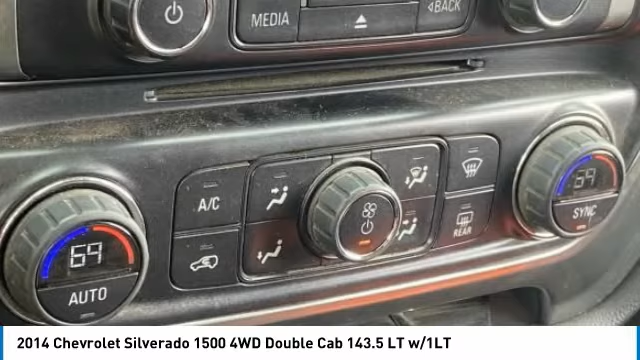 MEDIA
BACK
A/C
REAR
69
AUTO
69
SYNC
2014 Chevrolet Silverado 1500 4WD Double Cab 143.5 LT w/1LT